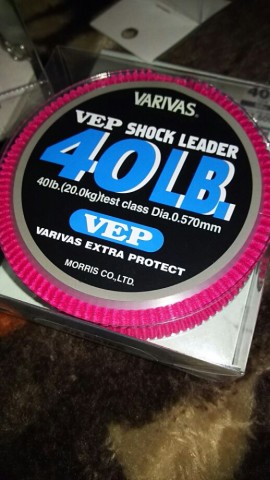 VARIVAS®
VEP SHOCK LEADER
40LB.
40lb.(20.0kg)test class Dia.0.570mm
VEP
VARIVAS EXTRA PROTECT
MORRIS CO.,LTD.
40